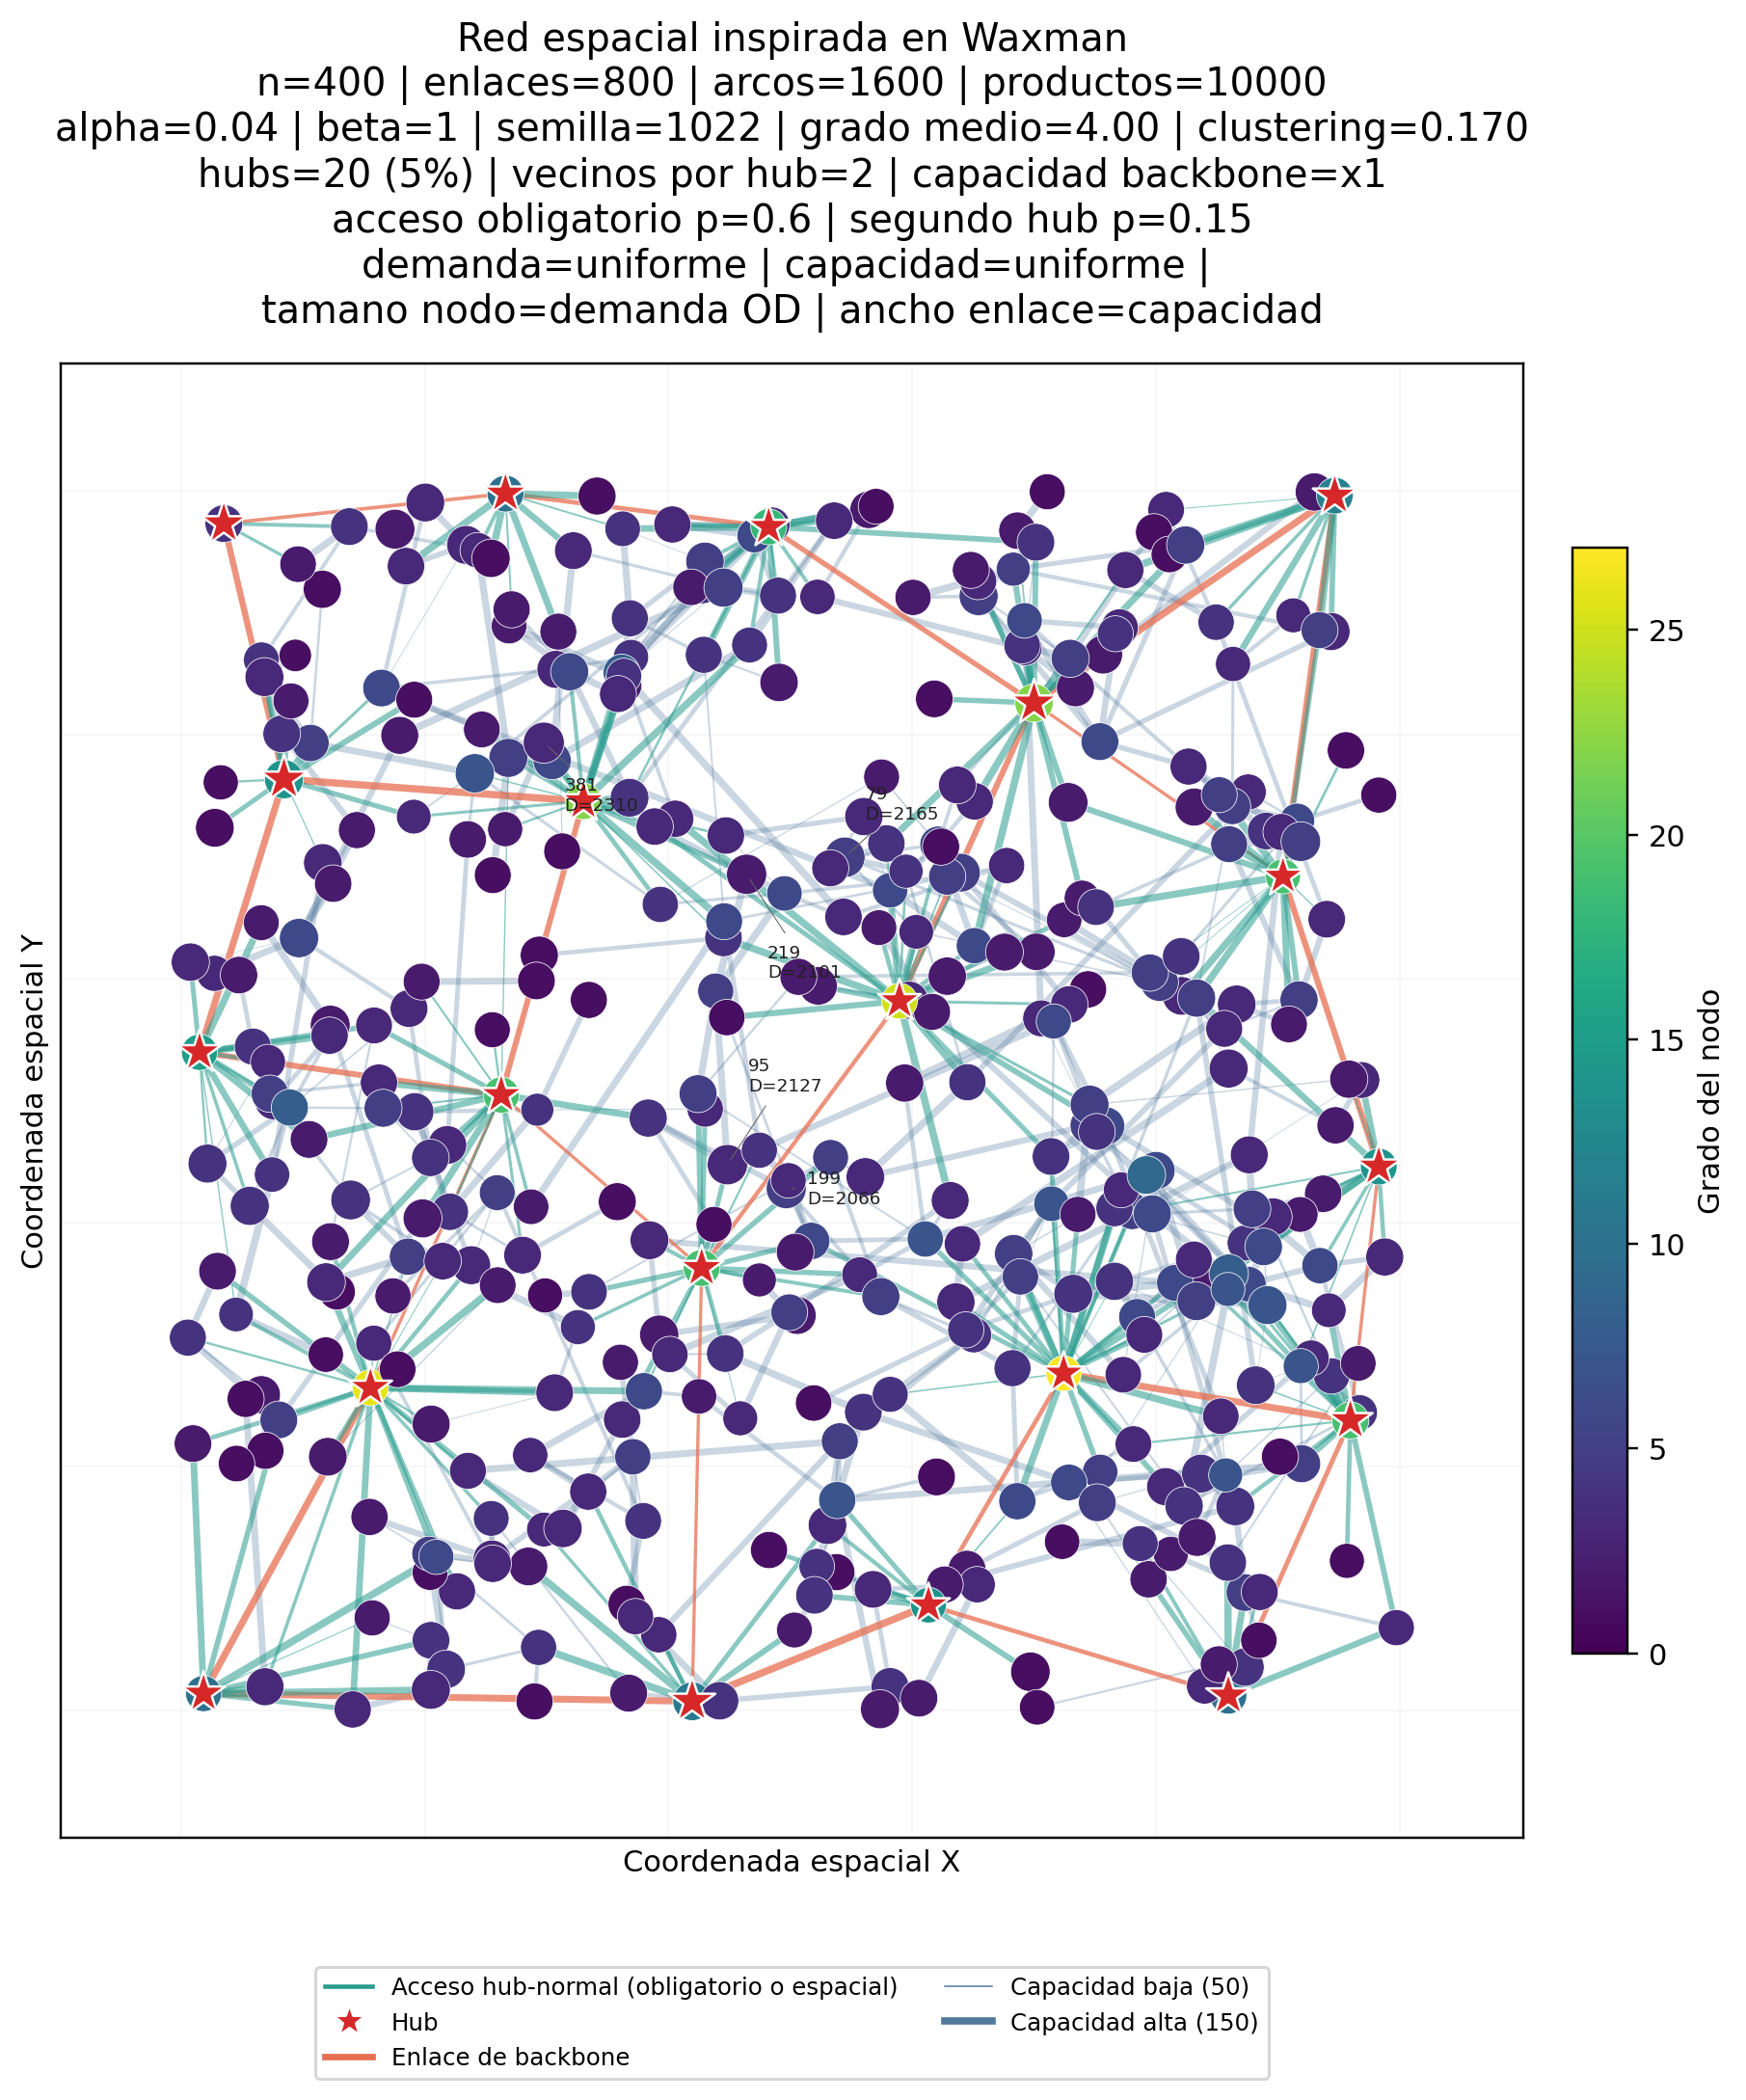 Red espacial inspirada en Waxman
n=400 | enlaces=800 | arcos=1600 | productos=10000
alpha=0.04 | beta=1 | semilla=1022 | grado medio=4.00 | clustering=0.170
hubs=20 (5%) | vecinos por hub=2 | capacidad backbone=x1
acceso obligatorio p=0.6 | segundo hub p=0.15
demanda=uniforme | capacidad=uniforme |
tamano nodo=demanda OD | ancho enlace=capacidad
381
D=2310
79
D=2165
219
D=2101
95
D=2127
199
D=2066
Coordenada espacial Y
Coordenada espacial X
25
20
15
10
5
0
Grado del nodo
Acceso hub-normal (obligatorio o espacial)
Hub
Enlace de backbone
Capacidad baja (50)
Capacidad alta (150)